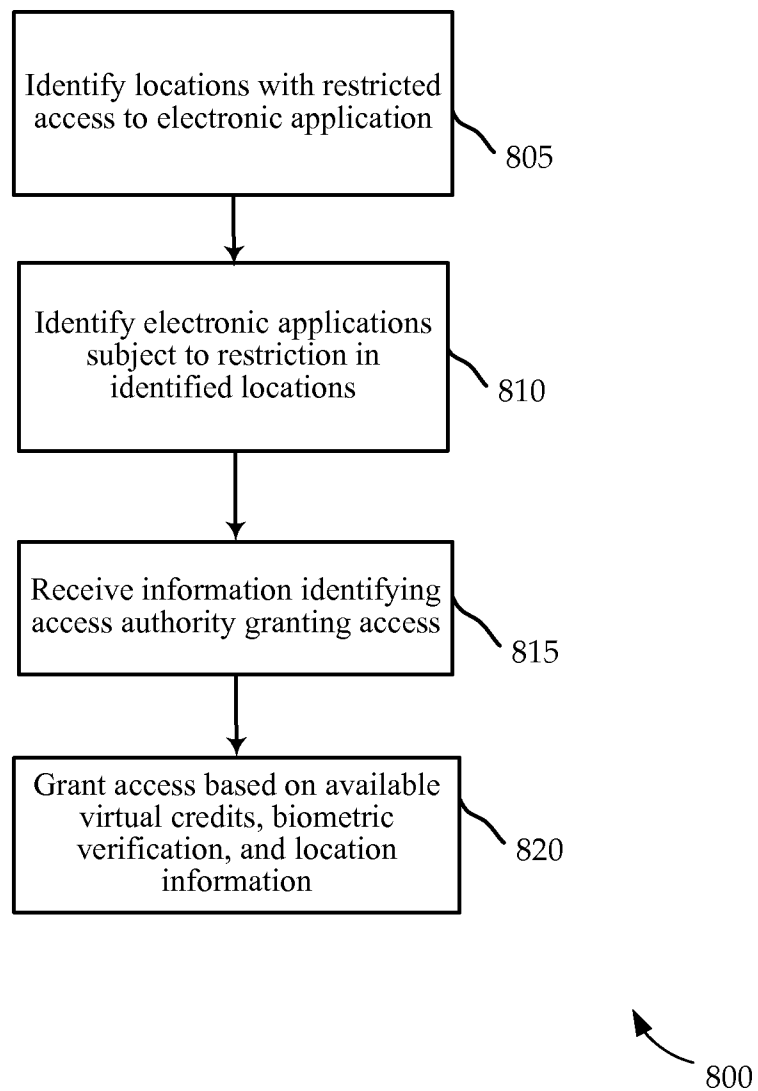 Identify locations with restricted
access to electronic application
805
Identify electronic applications
subject to restriction in
identified locations
810
Receive information identifying
access authority granting access
815
Grant access based on available
virtual credits, biometric
verification, and location
information
820
800